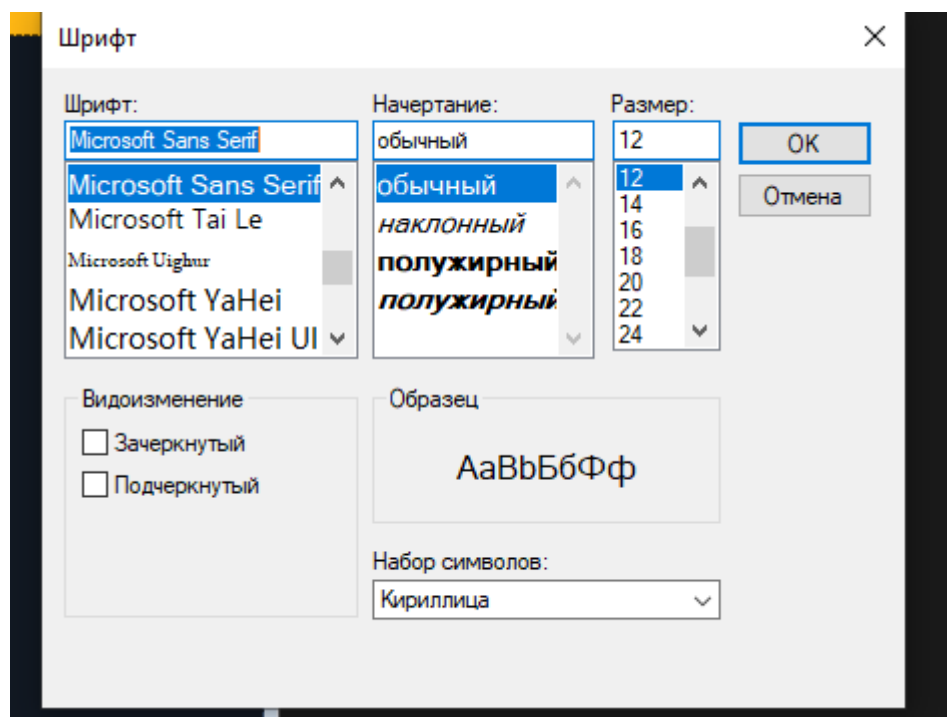 Шрифт
Шрифт:
Microsoft Sans Serif
Microsoft Sans Serif
Microsoft Tai Le
Microsoft Uighur
Microsoft YaHei
Microsoft YaHei UI
Начертание:
обычный
обычный
наклонный
полужирный
полужирный
Размер:
12
12
14
16
18
20
22
24
OK
Отмена
Видоизменение
Зачеркнутый
Подчеркнутый
Образец
АаВbБбФф
Набор символов:
Кириллица